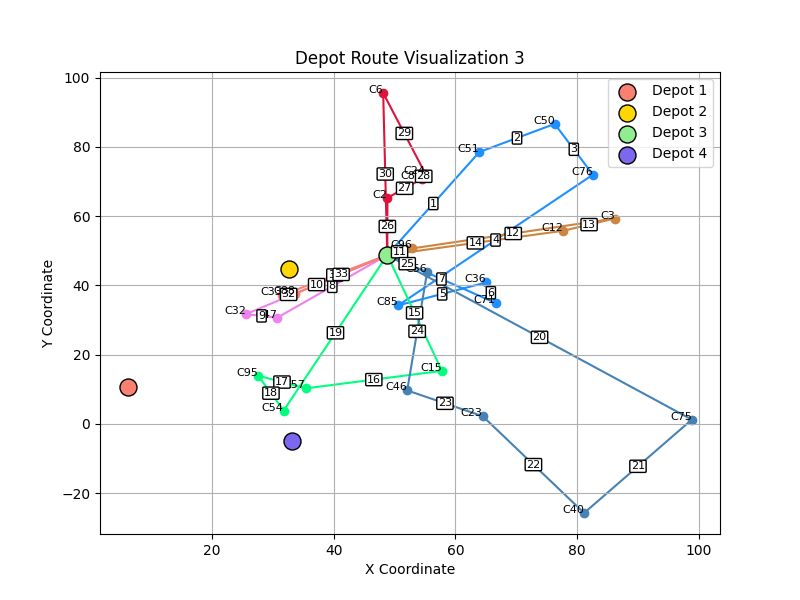 Depot Route Visualization 3
Depot 1
Depot 2
Depot 3
Depot 4
Y Coordinate
100
80
60
40
20
0
−20
20
40
60
80
100
X Coordinate
C6
29
30
28
27
C2
26
C50
C51
2
3
C76
1
C3
C12
13
12
14
4
C96
11
25
7
C36
5
6
C85
10
33
8
32
C32
9
15
24
19
20
C95
17
18
C54
16
C15
C46
23
C23
C75
22
21
C40